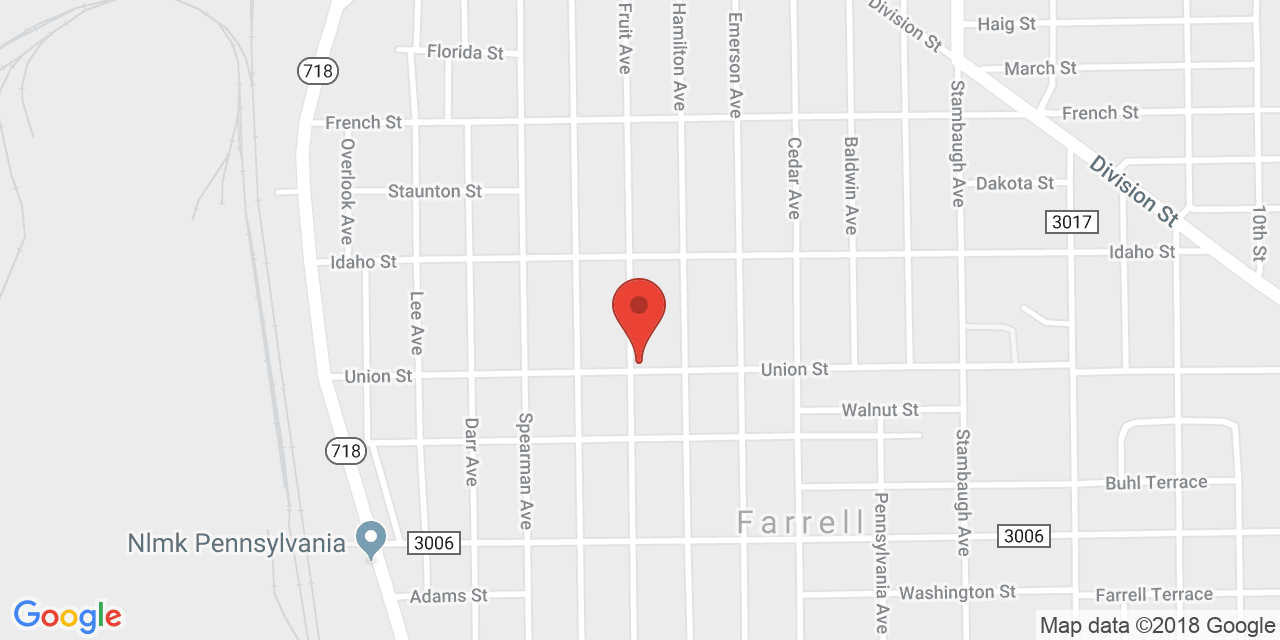 Fruit Ave
Hamilton Ave
Emerson Ave
Division St
Haig St
Florida St
718
March St
Stambaugh Ave
French St
French St
Overlook Ave
Cedar Ave
Baldwin Ave
Division St
Staunton St
Dakota St
3017
10th St
Idaho St
Idaho St
Lee Ave
Union St
Union St
Walnut St
Darr Ave
Spearman Ave
718
Stambaugh Ave
Buhl Terrace
Farrell
Pennsylvania Ave
Nlmk Pennsylvania
3006
3006
Adams St
Washington St
Farrell Terrace
Google
Map data ©2018 Google